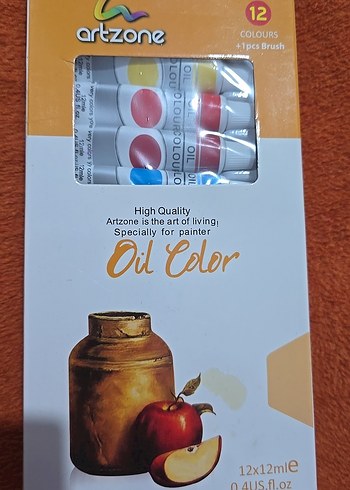 artzone
12
COLOURS
+1pcs Brush
High Quality
Artzone is the art of living,
Specially for painter
Oil Color
12x12mle
0.4US.fl.oz